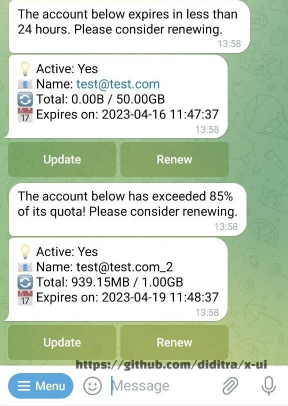 The account below expires in less than
24 hours. Please consider renewing.
13:58
Active: Yes
Name: test@test.com
Total: 0.00B / 50.00GB
Expires on: 2023-04-16 11:47:37
13:58
Update
Renew
The account below has exceeded 85%
of its quota! Please consider renewing.
13:58
Active: Yes
Name: test@test.com_2
Total: 939.15MB / 1.00GB
Expires on: 2023-04-19 11:48:37
13:58
Update
Renew
https://github.com/diditra/x-ui
Menu
Message